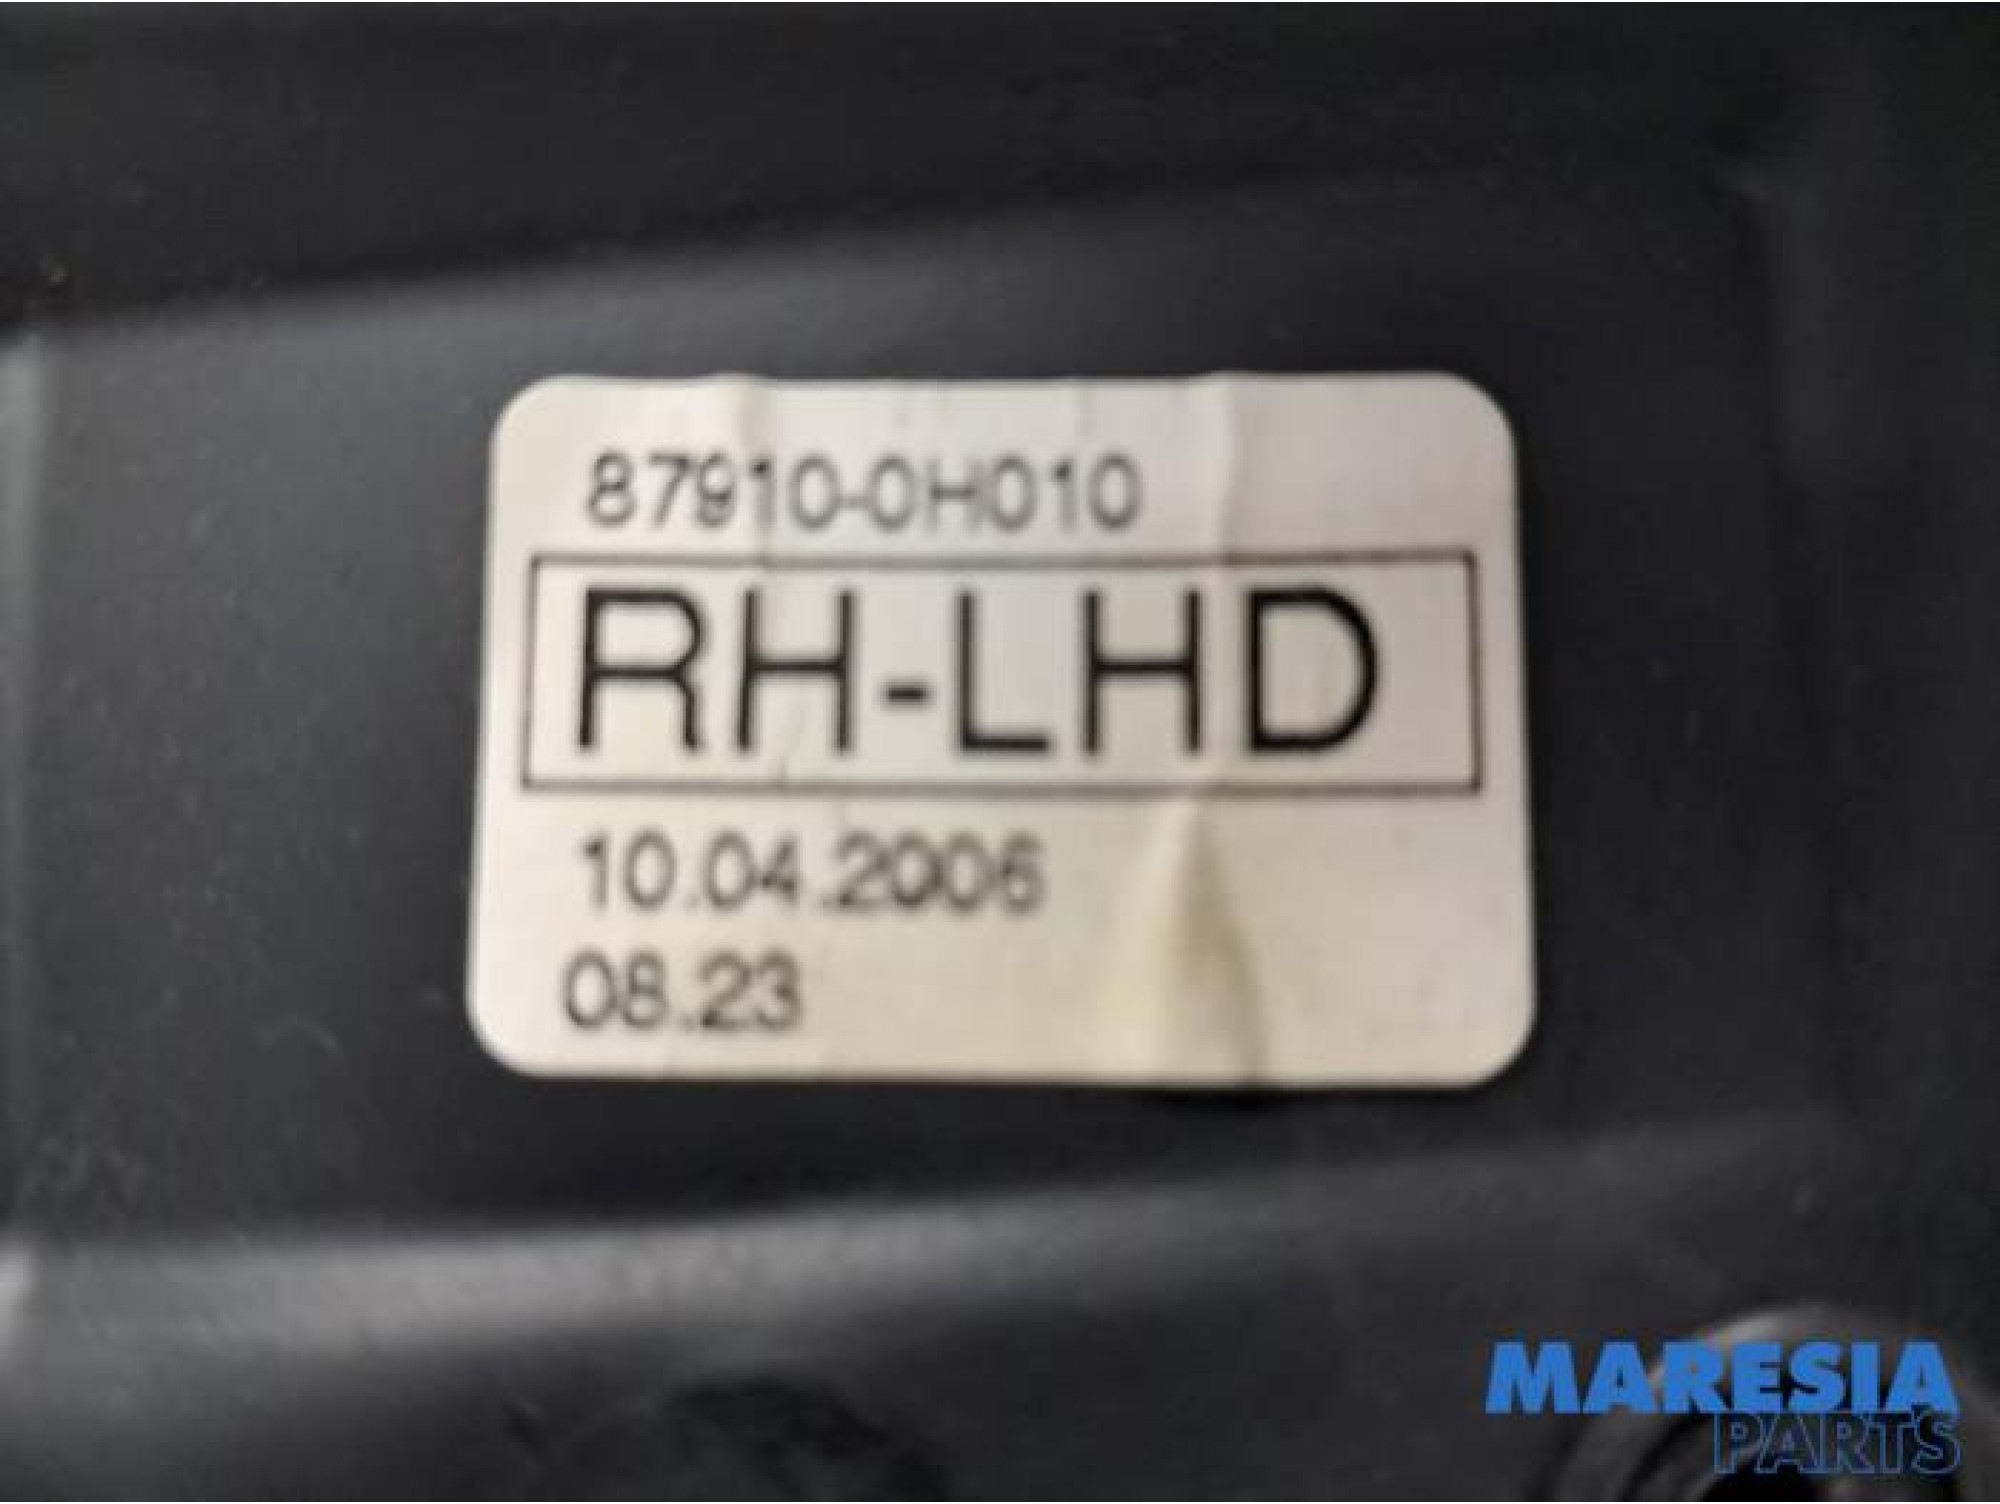 87910-0H010
RH-LHD
10.04.2006
08.23
MARESIA
PARTS